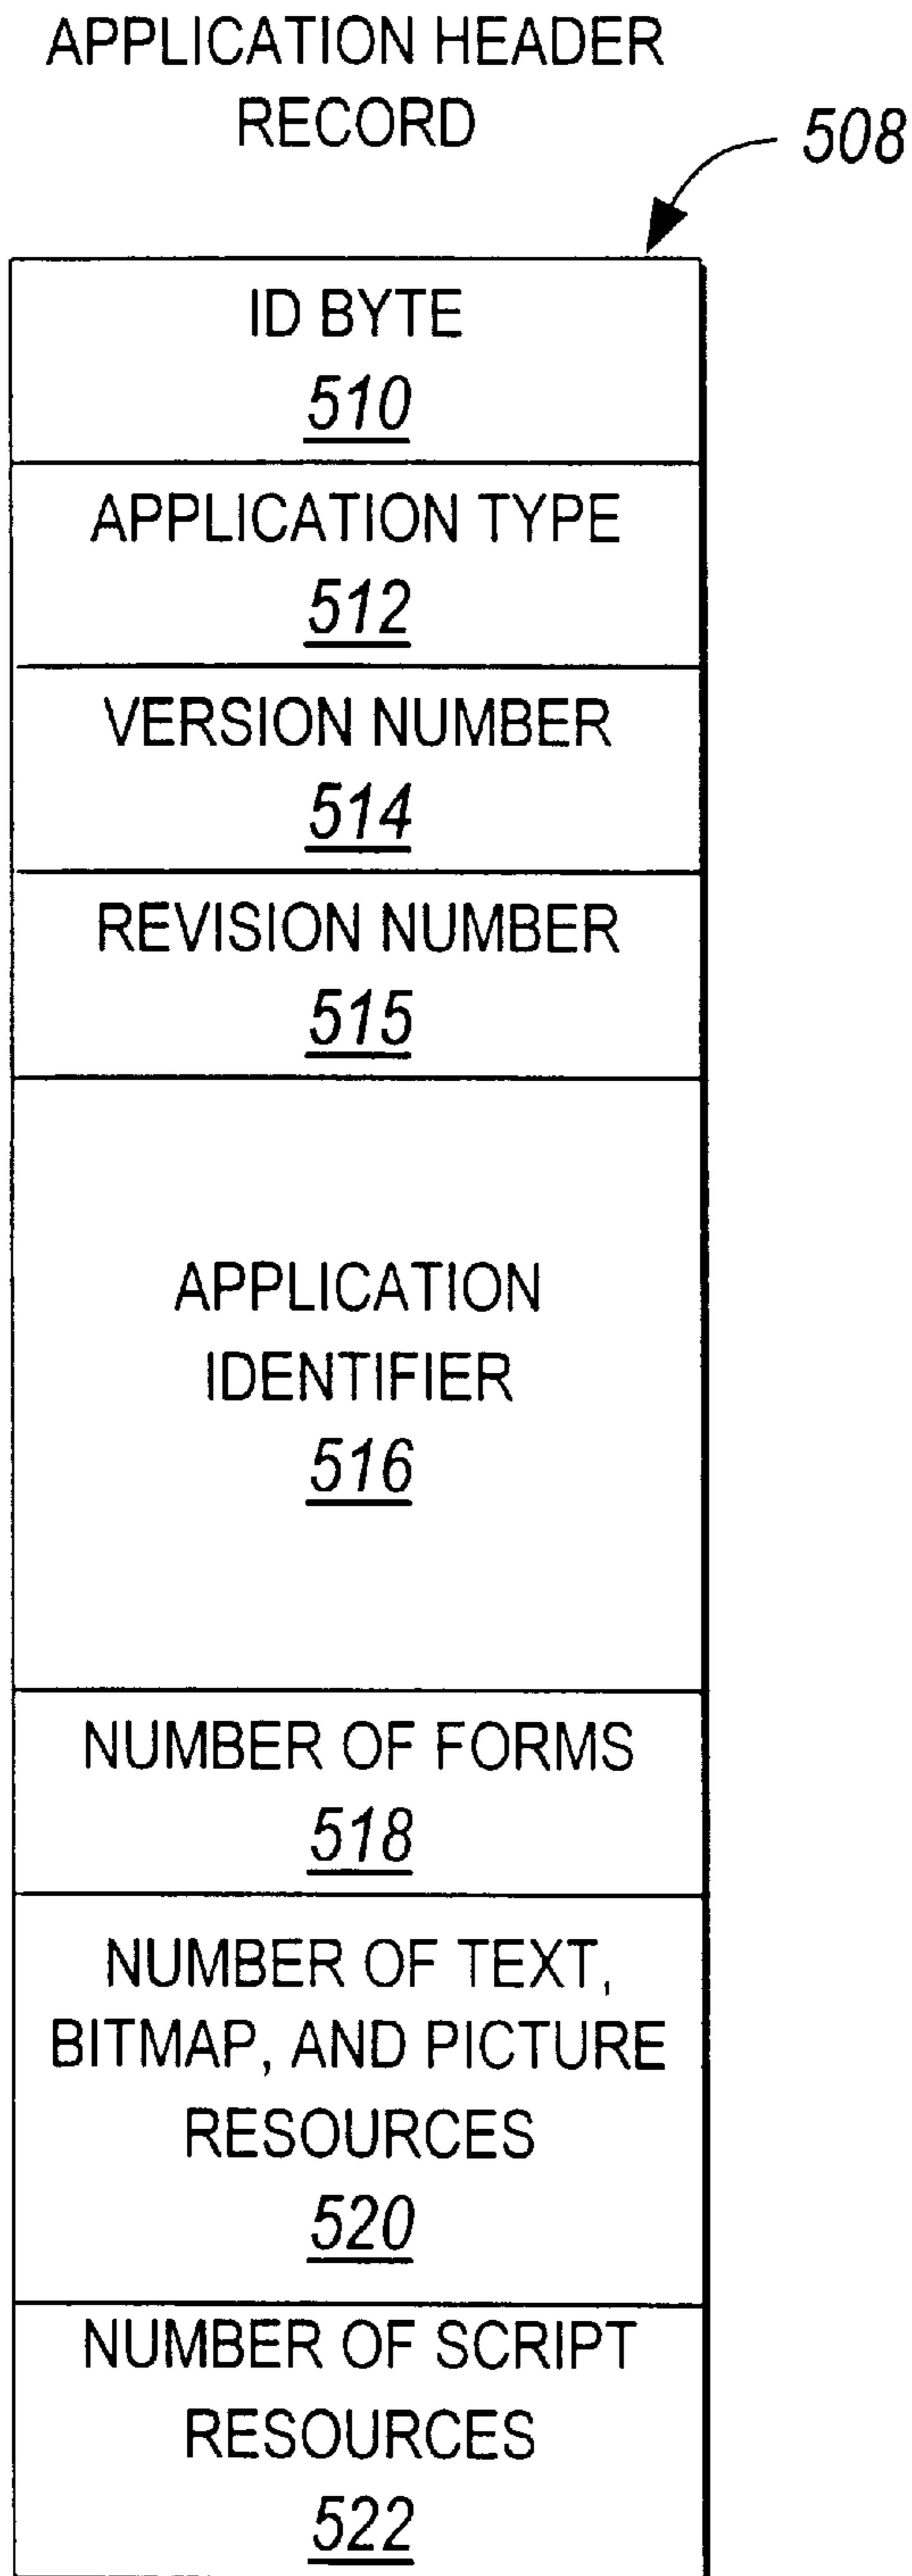 APPLICATION HEADER
RECORD
508
ID BYTE
510
APPLICATION TYPE
512
VERSION NUMBER
514
REVISION NUMBER
515
APPLICATION
IDENTIFIER
516
NUMBER OF FORMS
518
NUMBER OF TEXT,
BITMAP, AND PICTURE
RESOURCES
520
NUMBER OF SCRIPT
RESOURCES
522